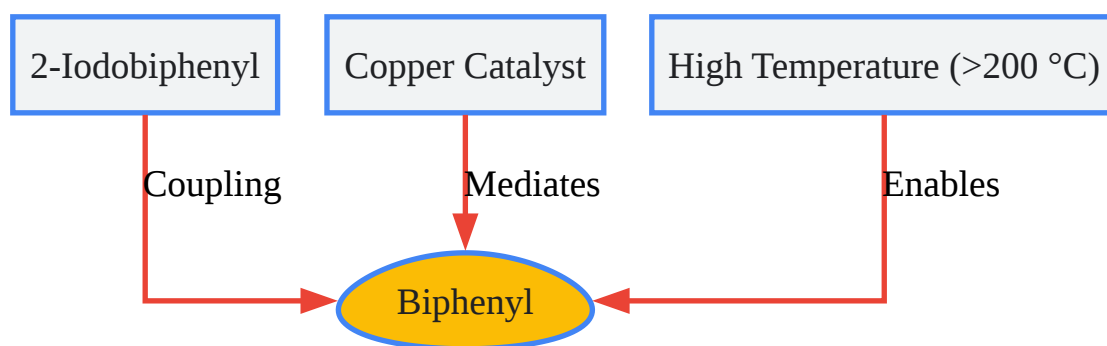 2-Iodobiphenyl
Copper Catalyst
High Temperature (>200 °C)
Coupling
Mediates
Enables
Biphenyl